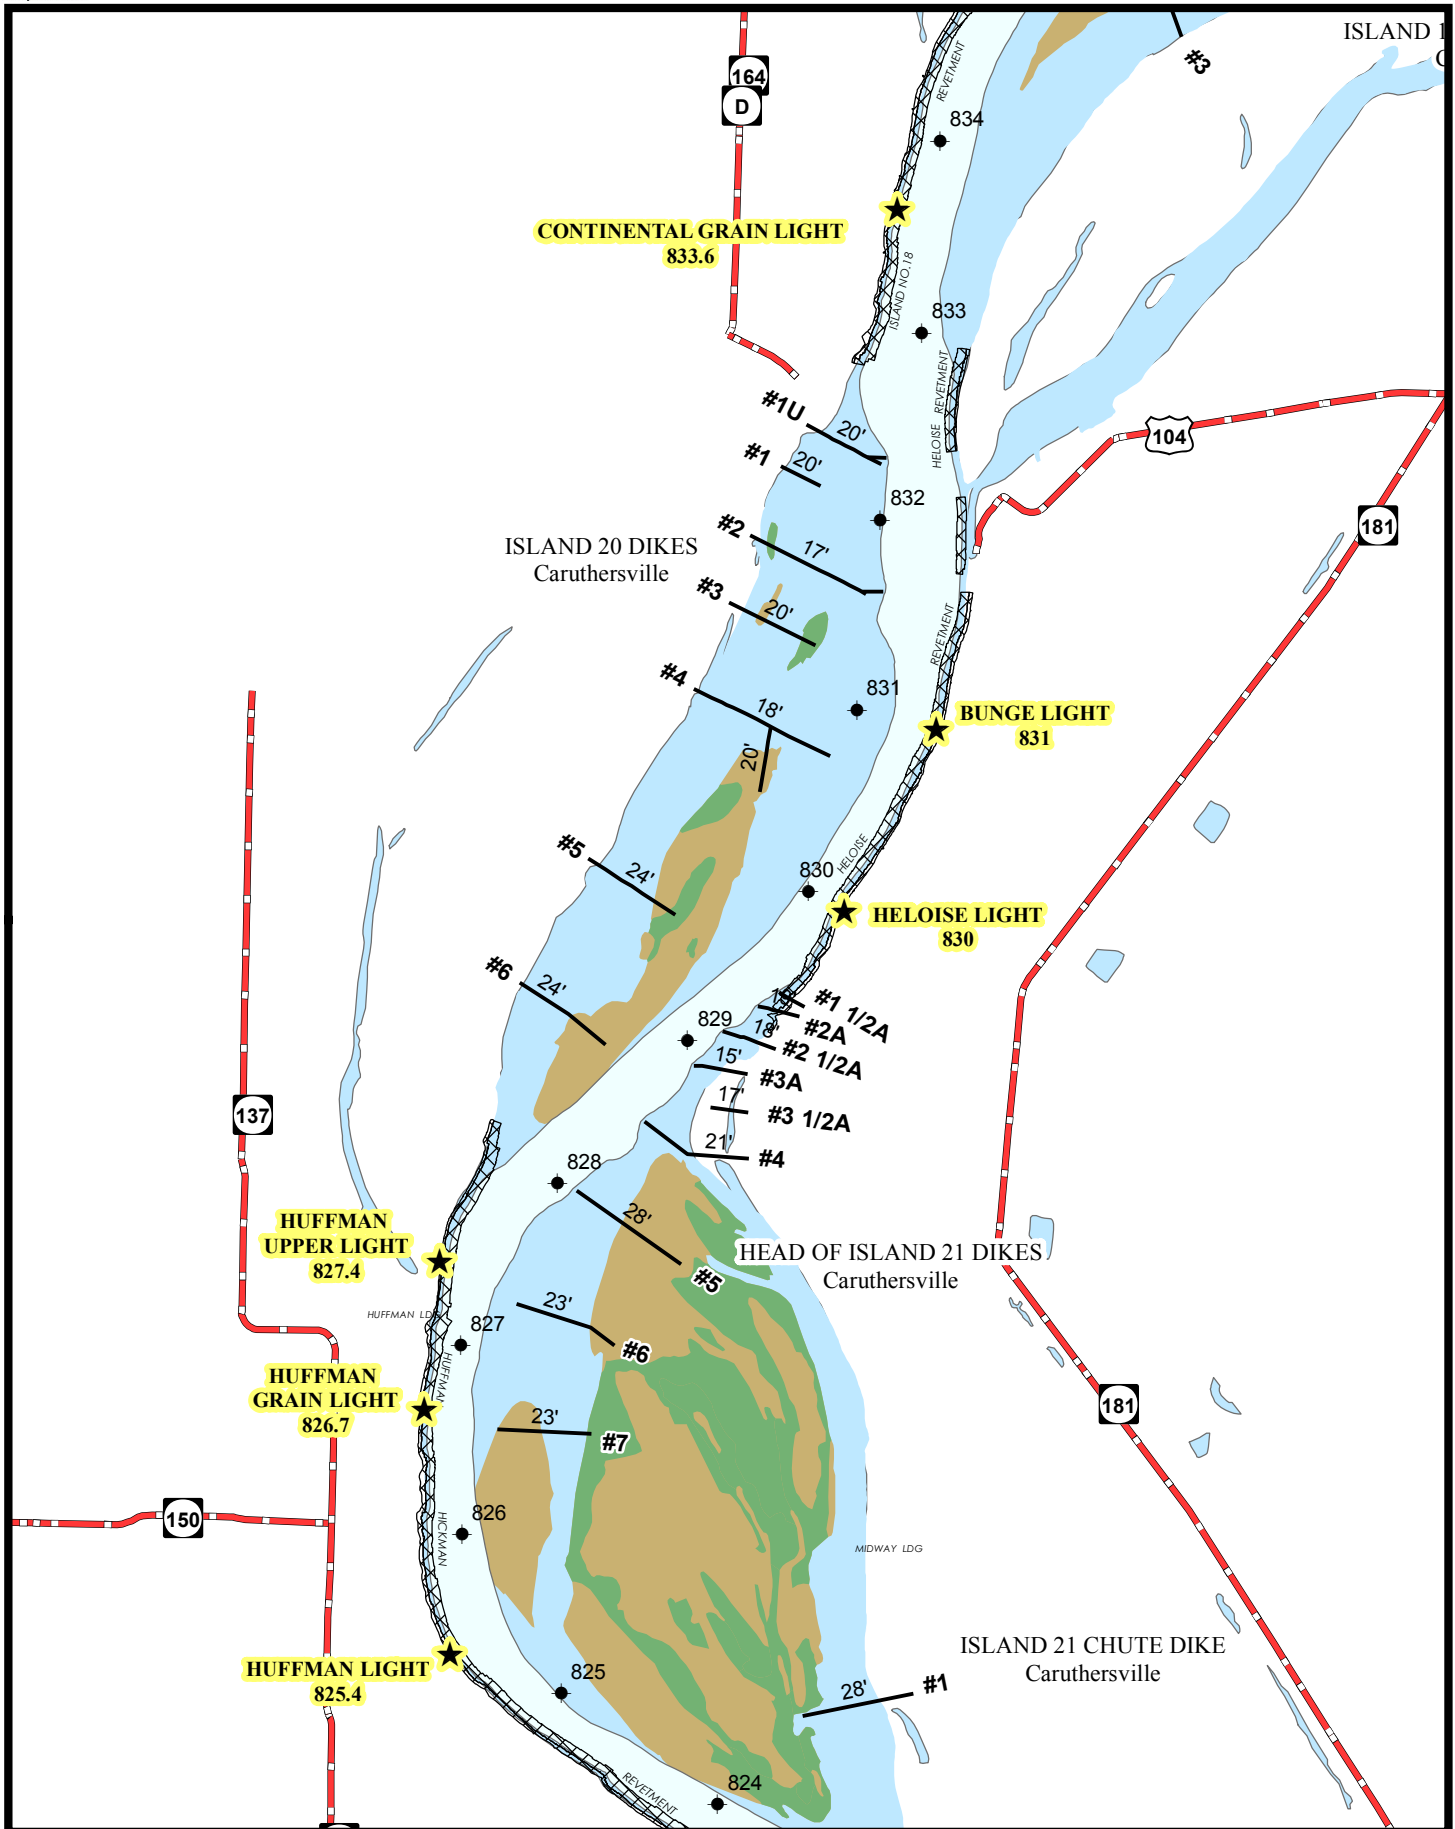 ISLAND 1
#3
164
D
REVETMENT
834
CONTINENTAL GRAIN LIGHT
833.6
ISLAND NO.18
833
HELOISE REVETMENT
#1U
20'
#1
20'
104
832
181
#2
17'
ISLAND 20 DIKES
Caruthersville
#3
20'
REVETMENT
#4
18'
831
20'
BUNGE LIGHT
831
#5
24'
HELOISE
830
HELOISE LIGHT
830
#6
24'
#1 1/2A
829
#2A
18'
#2 1/2A
15'
#3A
17'
#3 1/2A
137
21'
#4
828
28'
HUFFMAN
UPPER LIGHT
827.4
HEAD OF ISLAND 21 DIKES
Caruthersville
#5
HUFFMAN LDG
23'
827
#6
HUFFMAN
HUFFMAN
GRAIN LIGHT
826.7
181
23'
#7
150
826
HICKMAN
MIDWAY LDG
HUFFMAN LIGHT
825.4
825
ISLAND 21 CHUTE DIKE
Caruthersville
28'
#1
REVETMENT
824